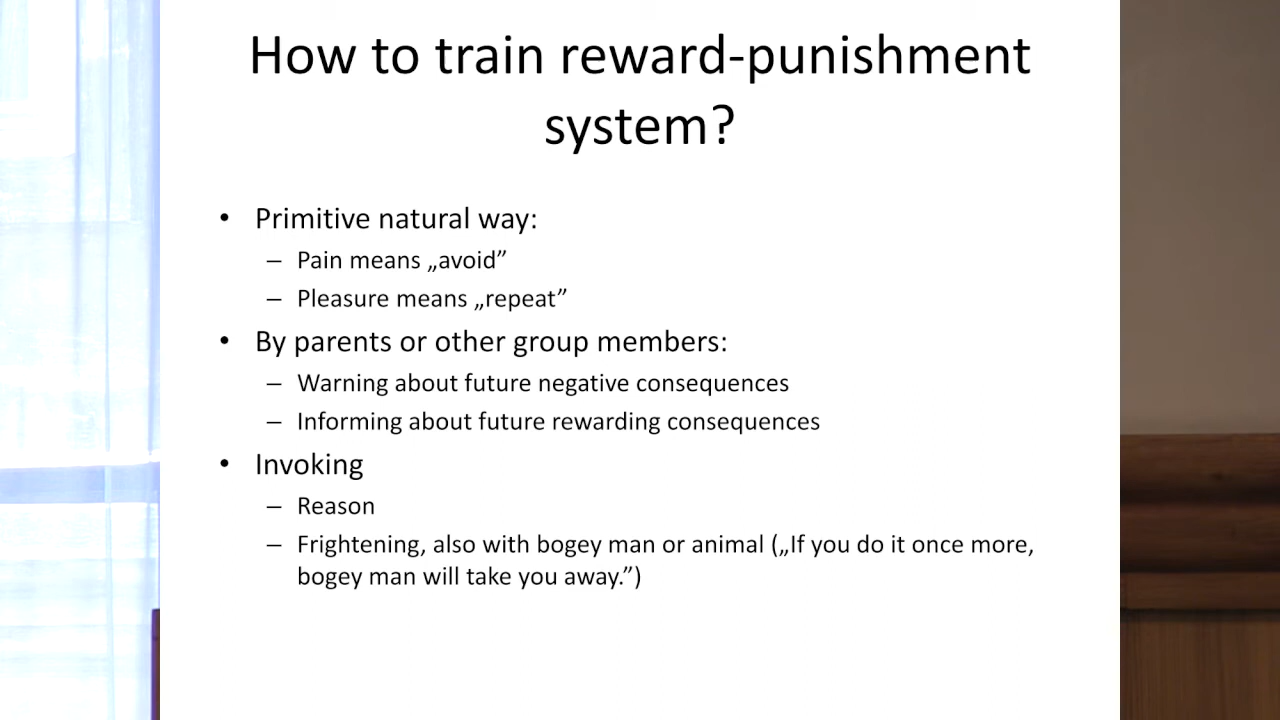 How to train reward-punishment
system?
• Primitive natural way:
– Pain means „avoid”
– Pleasure means „repeat”
• By parents or other group members:
– Warning about future negative consequences
– Informing about future rewarding consequences
• Invoking
– Reason
– Frightening, also with bogey man or animal („If you do it once more,
bogey man will take you away.”)